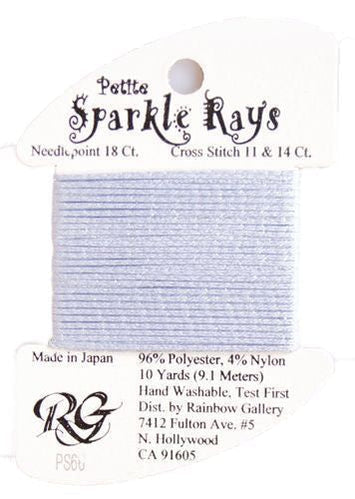 Petite
Sparkle Rays
Needlepoint 18 Ct. Cross Stitch 11 & 14 Ct.
Made in Japan
96% Polyester, 4% Nylon
10 Yards (9.1 Meters)
Hand Washable, Test First
Dist. by Rainbow Gallery
7412 Fulton Ave. #5
N. Hollywood
CA 91605
RG